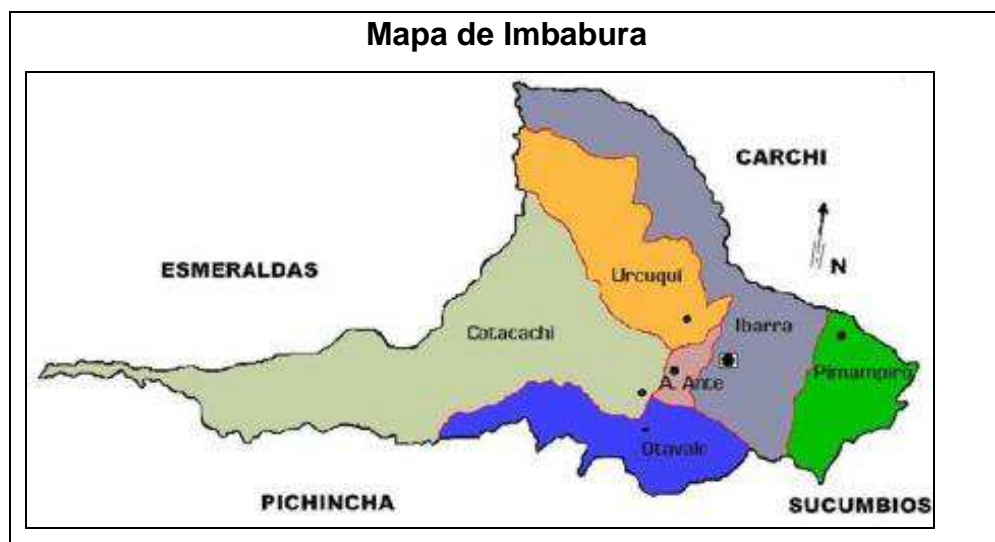 Mapa de Imbabura
CARCHI
ESMERALDAS
N
Urcuqui
Ibarra
Cotacachi
Pimampiro
A. Ante
Otavalo
PICHINCHA
SUCUMBIOS